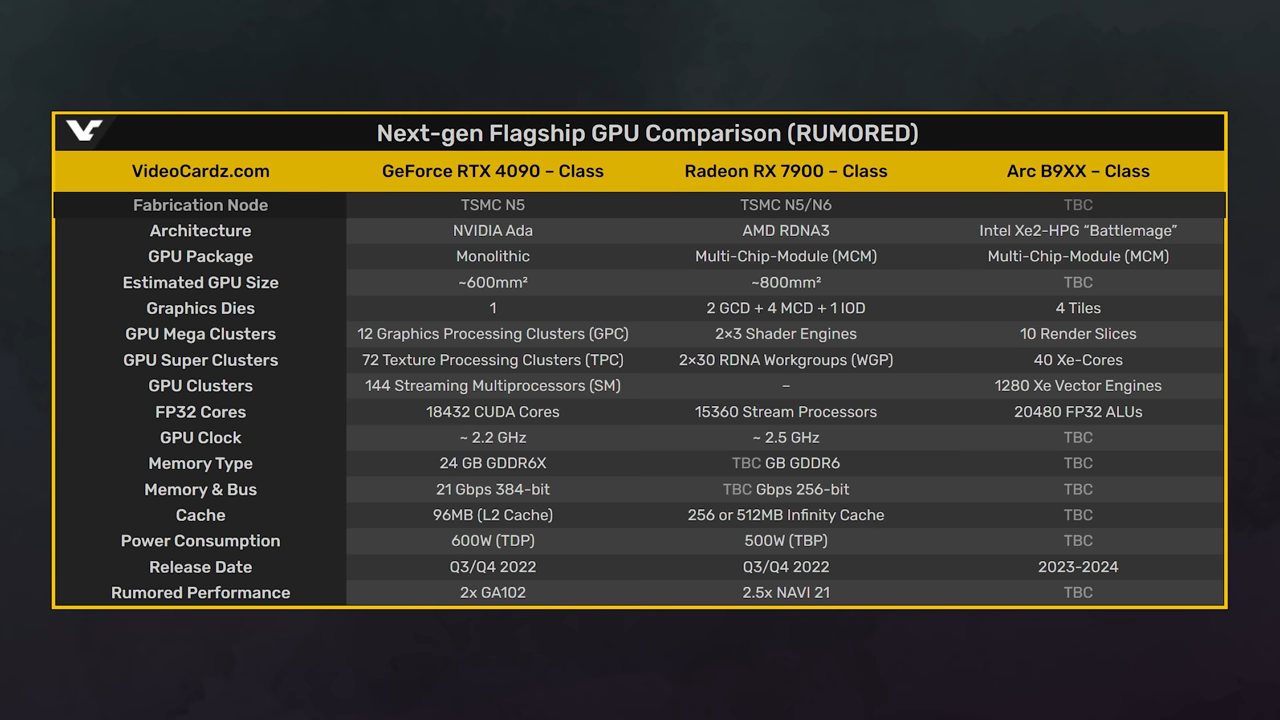 Next-gen Flagship GPU Comparison (RUMORED)
VideoCardz.com GeForce RTX 4090 – Class Radeon RX 7900 – Class Arc B9XX – Class
Fabrication Node TSMC N5 TSMC N5/N6 TBC
Architecture NVIDIA Ada AMD RDNA3 Intel Xe2-HPG “Battlemage”
GPU Package Monolithic Multi-Chip-Module (MCM) Multi-Chip-Module (MCM)
Estimated GPU Size ~600mm² ~800mm² TBC
Graphics Dies 1 2 GCD + 4 MCD + 1 IOD 4 Tiles
GPU Mega Clusters 12 Graphics Processing Clusters (GPC) 2×3 Shader Engines 10 Render Slices
GPU Super Clusters 72 Texture Processing Clusters (TPC) 2×30 RDNA Workgroups (WGP) 40 Xe-Cores
GPU Clusters 144 Streaming Multiprocessors (SM) – 1280 Xe Vector Engines
FP32 Cores 18432 CUDA Cores 15360 Stream Processors 20480 FP32 ALUs
GPU Clock ~ 2.2 GHz ~ 2.5 GHz TBC
Memory Type 24 GB GDDR6X TBC GB GDDR6 TBC
Memory & Bus 21 Gbps 384-bit TBC Gbps 256-bit TBC
Cache 96MB (L2 Cache) 256 or 512MB Infinity Cache TBC
Power Consumption 600W (TDP) 500W (TBP) TBC
Release Date Q3/Q4 2022 Q3/Q4 2022 2023-2024
Rumored Performance 2x GA102 2.5x NAVI 21 TBC